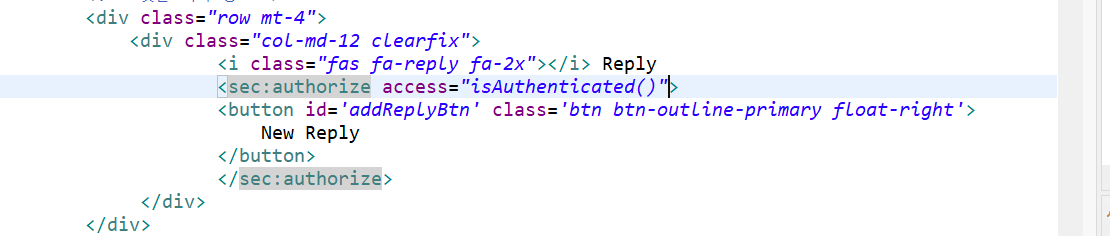 <div class="row mt-4">
<div class="col-md-12 clearfix">
<i class="fas fa-reply fa-2x"></i> Reply
<sec:authorize access="isAuthenticated()">
<button id='addReplyBtn' class='btn btn-outline-primary float-right'>
New Reply
</button>
</sec:authorize>
</div>
</div>